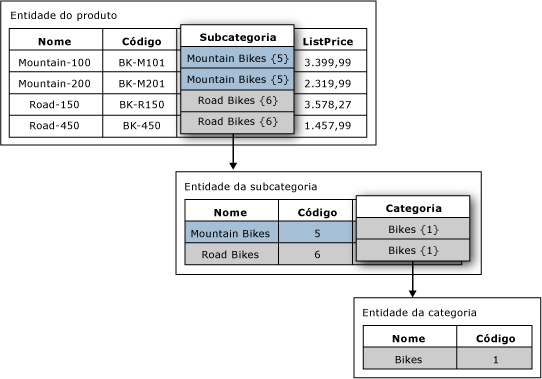 Entidade do produto
Nome Código Subcategoria ListPrice
Mountain-100 BK-M101 Mountain Bikes {5} 3.399,99
Mountain-200 BK-M201 Mountain Bikes {5} 2.319,99
Road-150 BK-R150 Road Bikes {6} 3.578,27
Road-450 BK-450 Road Bikes {6} 1.457,99
Entidade da subcategoria
Nome Código Categoria
Mountain Bikes 5 Bikes {1}
Road Bikes 6 Bikes {1}
Entidade da categoria
Nome Código
Bikes 1